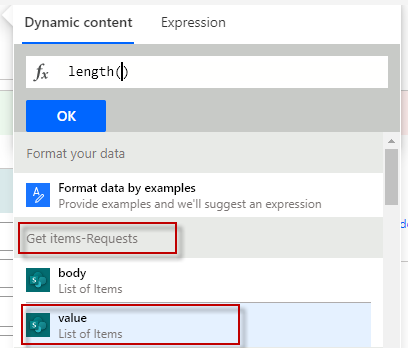 Dynamic content Expression
fx length()
OK
Format your data
Format data by examples
Provide examples and we'll suggest an expression
Get items-Requests
body
List of Items
value
List of Items